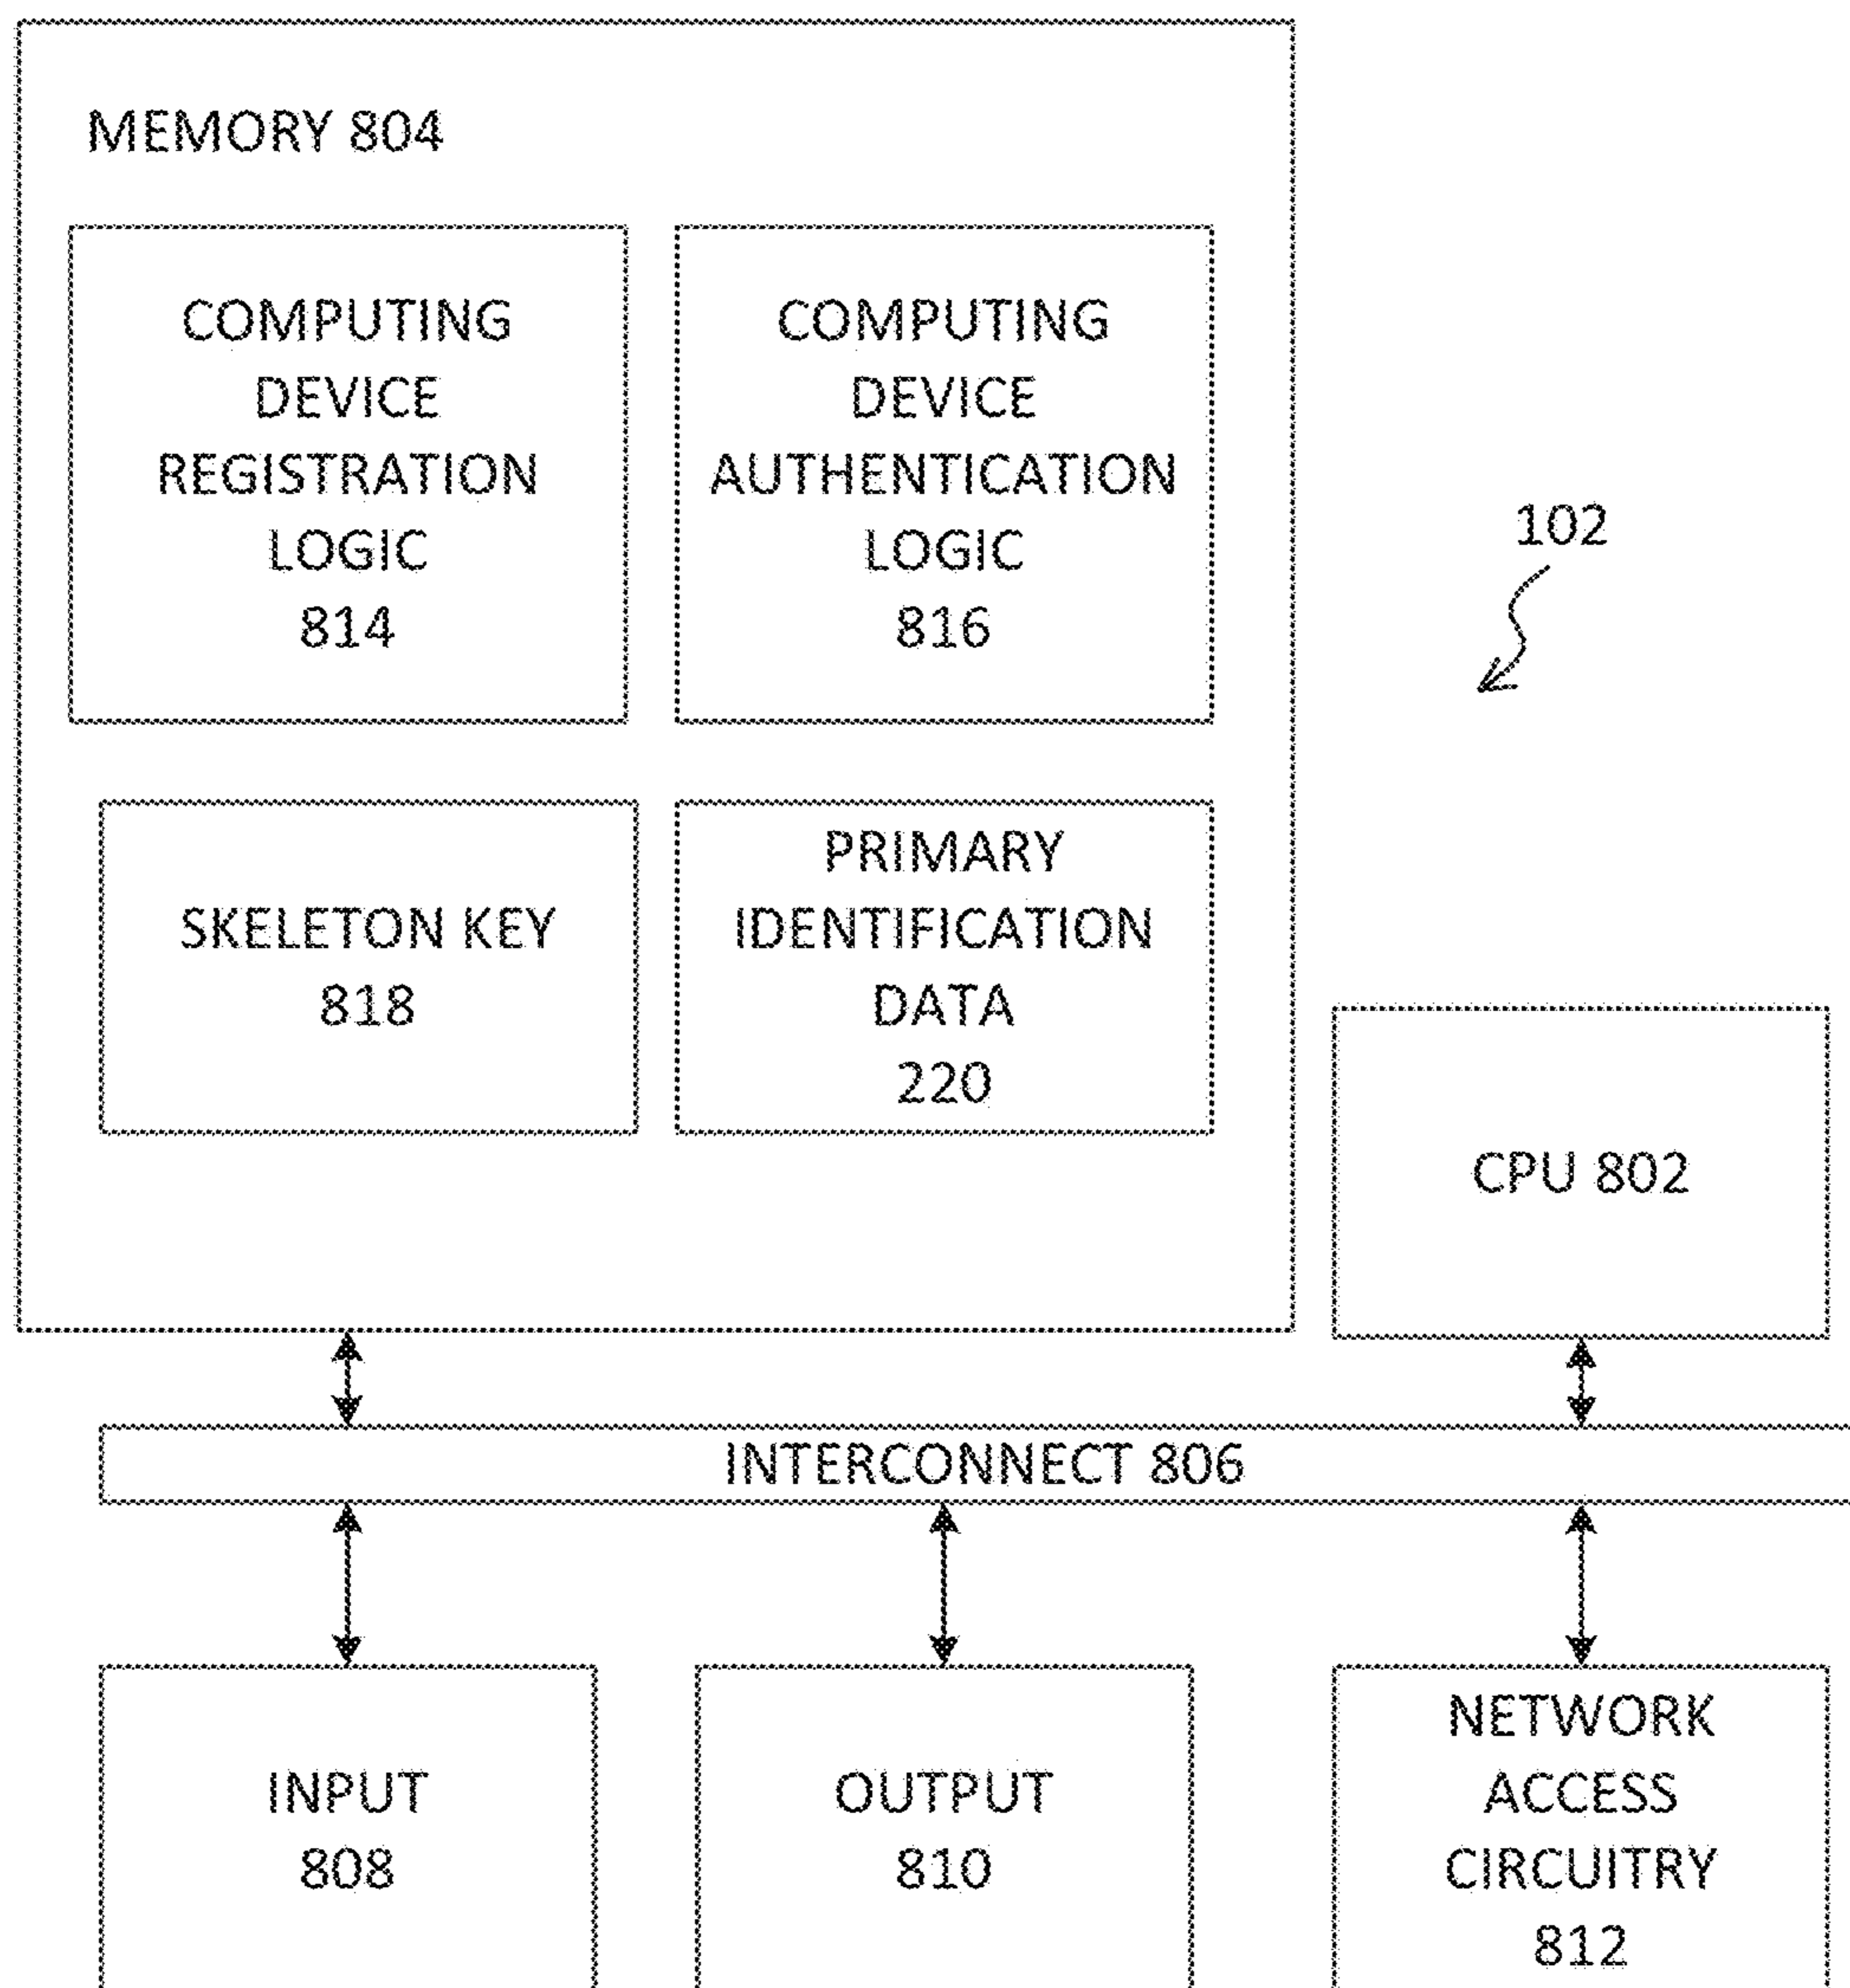 MEMORY 804
COMPUTING
DEVICE
REGISTRATION
LOGIC
814
COMPUTING
DEVICE
AUTHENTICATION
LOGIC
816
102
SKELETON KEY
818
PRIMARY
IDENTIFICATION
DATA
220
CPU 802
INTERCONNECT 806
INPUT
808
OUTPUT
810
NETWORK
ACCESS
CIRCUITRY
812